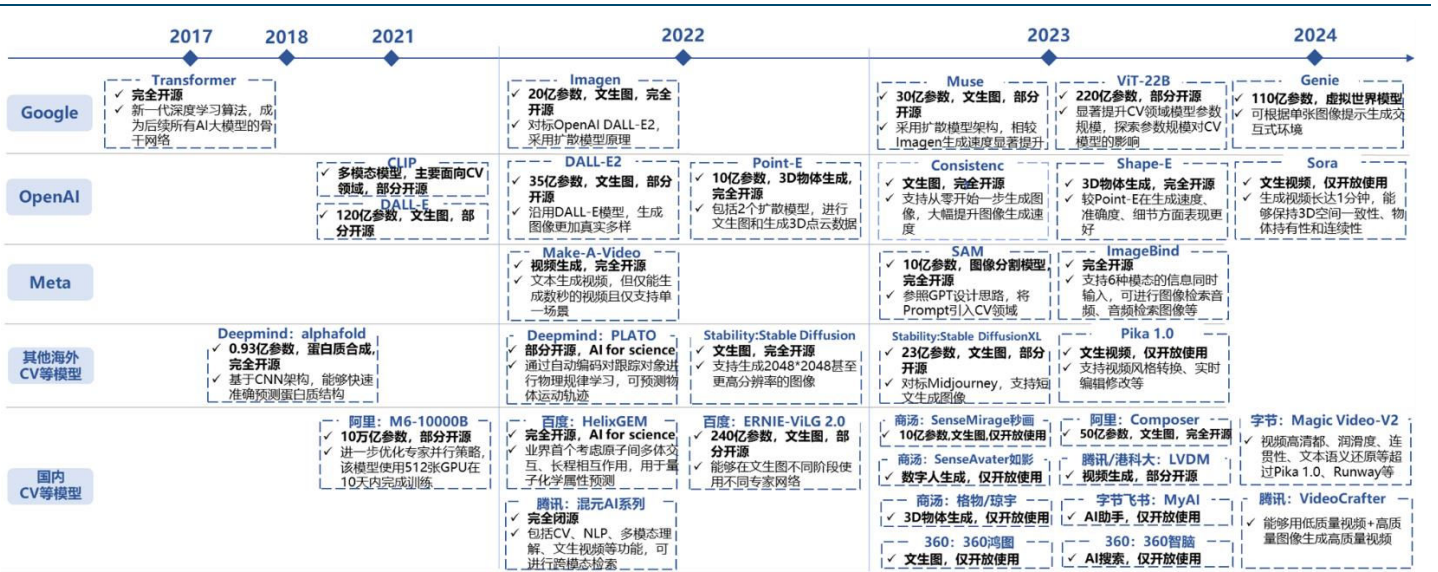 2017
2018
2021
2022
2023
2024
Google
Transformer
✓ 完全开源
✓ 新一代深度学习算法，成
为后续所有AI大模型的骨
干网络
Imagen
✓ 20亿参数，文生图，完全
开源
✓ 对标OpenAI DALL-E2，
采用扩散模型原理
Muse
✓ 30亿参数，文生图，部分
开源
✓ 采用扩散模型架构，相较
Imagen生成速度显著提升
ViT-22B
✓ 220亿参数，部分开源
✓ 显著提升CV领域模型参数
规模，探索参数规模对CV
模型的影响
Genie
✓ 110亿参数，虚拟世界模型
✓ 可根据单张图像提示生成交
互式环境
OpenAI
CLIP
✓ 多模态模型，主要面向CV
领域，部分开源
DALL-E
✓ 120亿参数，文生图，部
分开源
DALL-E2
✓ 35亿参数，文生图，部分
开源
✓ 沿用DALL-E模型，生成
图像更加真实多样
Point-E
✓ 10亿参数，3D物体生成，
完全开源
✓ 包括2个扩散模型，进行
文生图和生成3D点云数据
Consistenc
✓ 文生图，完全开源
✓ 支持从零开始一步生成图
像，大幅提升图像生成速
度
Shape-E
✓ 3D物体生成，完全开源
✓ 较Point-E在生成速度、
准确度、细节方面表现更
好
Sora
✓ 文生视频，仅开放使用
✓ 生成视频长达1分钟，能
够保持3D空间一致性、物
体持有性和连续性
Meta
Make-A-Video
✓ 视频生成，完全开源
✓ 文本生成视频，但仅能生
成数秒的视频且仅支持单
一场景
SAM
✓ 10亿参数，图像分割模型，
完全开源
✓ 参照GPT设计思路，将
Prompt引入CV领域
ImageBind
✓ 完全开源
✓ 支持6种模态的信息同时
输入，可进行图像检索音
频、音频检索图像等
其他海外
CV等模型
Deepmind：alphafold
✓ 0.93亿参数，蛋白质合成，
完全开源
✓ 基于CNN架构，能够快速
准确预测蛋白质结构
Deepmind：PLATO
✓ 部分开源，AI for science
✓ 通过自动编码对跟踪对象进
行物理规律学习，可预测物
体运动轨迹
Stability:Stable Diffusion
✓ 文生图，完全开源
✓ 支持生成2048*2048甚至
更高分辨率的图像
Stability:Stable DiffusionXL
✓ 23亿参数，文生图，部分
开源
✓ 对标Midjourney，支持短
文生成图像
Pika 1.0
✓ 文生视频，仅开放使用
✓ 支持视频风格转换、实时
编辑修改等
国内
CV等模型
阿里：M6-10000B
✓ 10万亿参数，部分开源
✓ 进一步优化专家并行策略，
该模型使用512张GPU在
10天内完成训练
百度：HelixGEM
✓ 完全开源，AI for science
✓ 业界首个考虑原子间多体交
互、长程相互作用，用于量
子化学属性预测
百度：ERNIE-ViLG 2.0
✓ 240亿参数，文生图，部
分开源
✓ 能够在文生图不同阶段使
用不同专家网络
腾讯：混元AI系列
✓ 完全闭源
✓ 包括CV、NLP、多模态理
解、文生视频等功能，可
进行跨模态检索
商汤：SenseMirage秒画
✓ 10亿参数,文生图,仅开放使用
阿里：Composer
✓ 50亿参数，文生图，完全开源
商汤：SenseAvater如影
✓ 数字人生成，仅开放使用
腾讯/港科大：LVDM
✓ 视频生成，部分开源
商汤：格物/琼宇
✓ 3D物体生成，仅开放使用
字节飞书：MyAI
✓ AI助手，仅开放使用
360：360鸿图
✓ 文生图，仅开放使用
360：360智脑
✓ AI搜索，仅开放使用
字节：Magic Video-V2
✓ 视频高清都、润滑度、连
贯性、文本语义还原等超
过Pika 1.0、Runway等
腾讯：VideoCrafter
✓ 能够用低质量视频+高质
量图像生成高质量视频